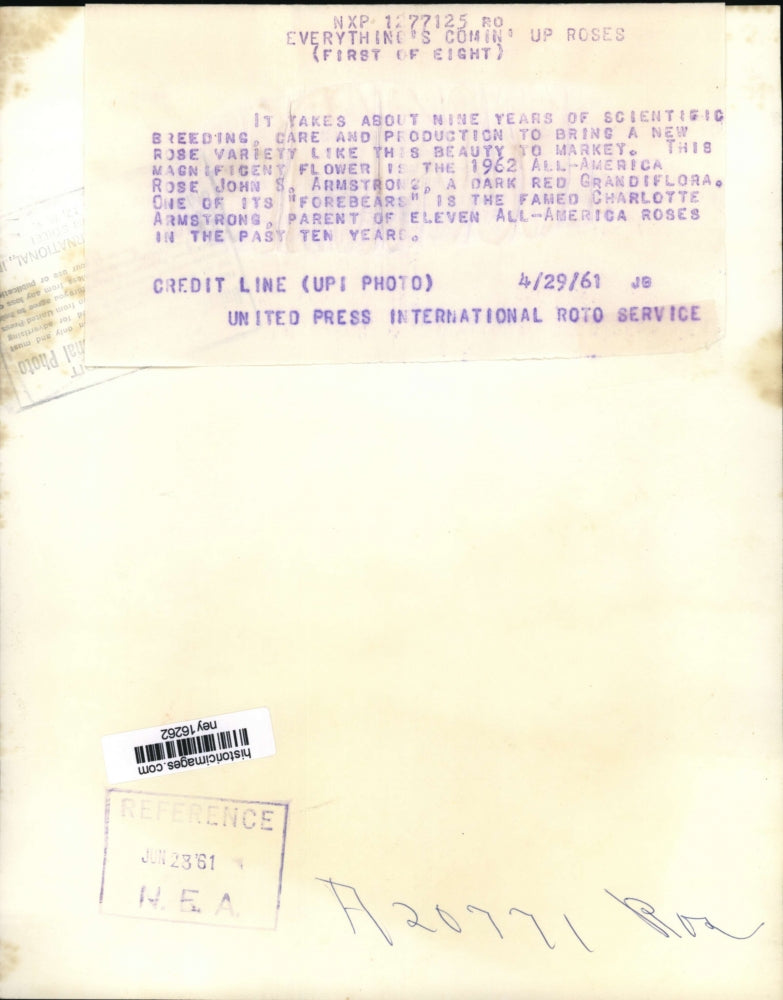 NXP 1277125 RO
EVERYTHING'S COMIN' UP ROSES
(FIRST OF EIGHT)
IT TAKES ABOUT NINE YEARS OF SCIENTIFIC
BREEDING, CARE AND PRODUCTION TO BRING A NEW
ROSE VARIETY LIKE THIS BEAUTY TO MARKET. THIS
MAGNIFICENT FLOWER IS THE 1962 ALL-AMERICA
ROSE JOHN S. ARMSTRONG, A DARK RED GRANDIFLORA.
ONE OF ITS "FOREBEARS" IS THE FAMED CHARLOTTE
ARMSTRONG, PARENT OF ELEVEN ALL-AMERICA ROSES
IN THE PAST TEN YEARS.
CREDIT LINE (UPI PHOTO) 4/29/61 JB
UNITED PRESS INTERNATIONAL ROTO SERVICE
historicimages.com
ney16262
REFERENCE
JUN 28 '61
N. E. A.
A20771